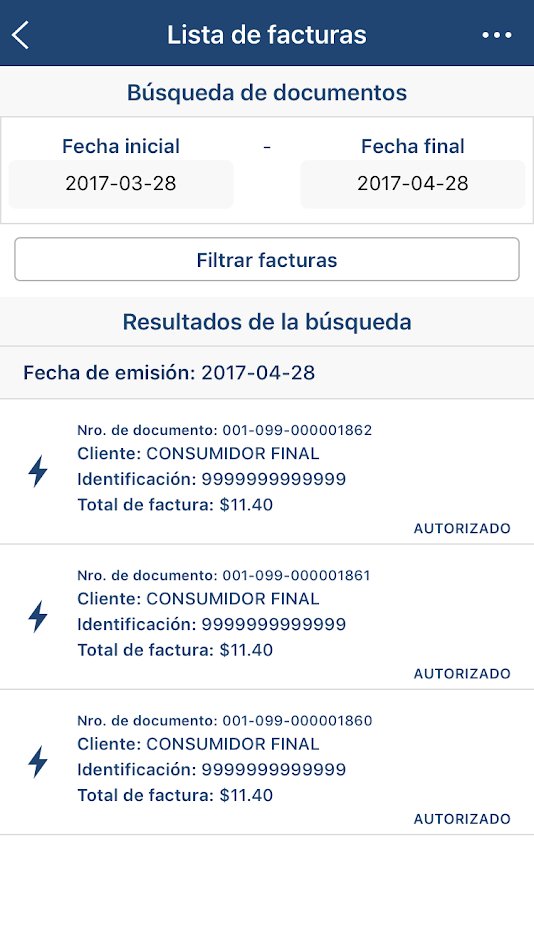 Lista de facturas
Búsqueda de documentos
Fecha inicial - Fecha final
2017-03-28 2017-04-28
Filtrar facturas
Resultados de la búsqueda
Fecha de emisión: 2017-04-28
Nro. de documento: 001-099-000001862
Cliente: CONSUMIDOR FINAL
Identificación: 9999999999999
Total de factura: $11.40
AUTORIZADO
Nro. de documento: 001-099-000001861
Cliente: CONSUMIDOR FINAL
Identificación: 9999999999999
Total de factura: $11.40
AUTORIZADO
Nro. de documento: 001-099-000001860
Cliente: CONSUMIDOR FINAL
Identificación: 9999999999999
Total de factura: $11.40
AUTORIZADO